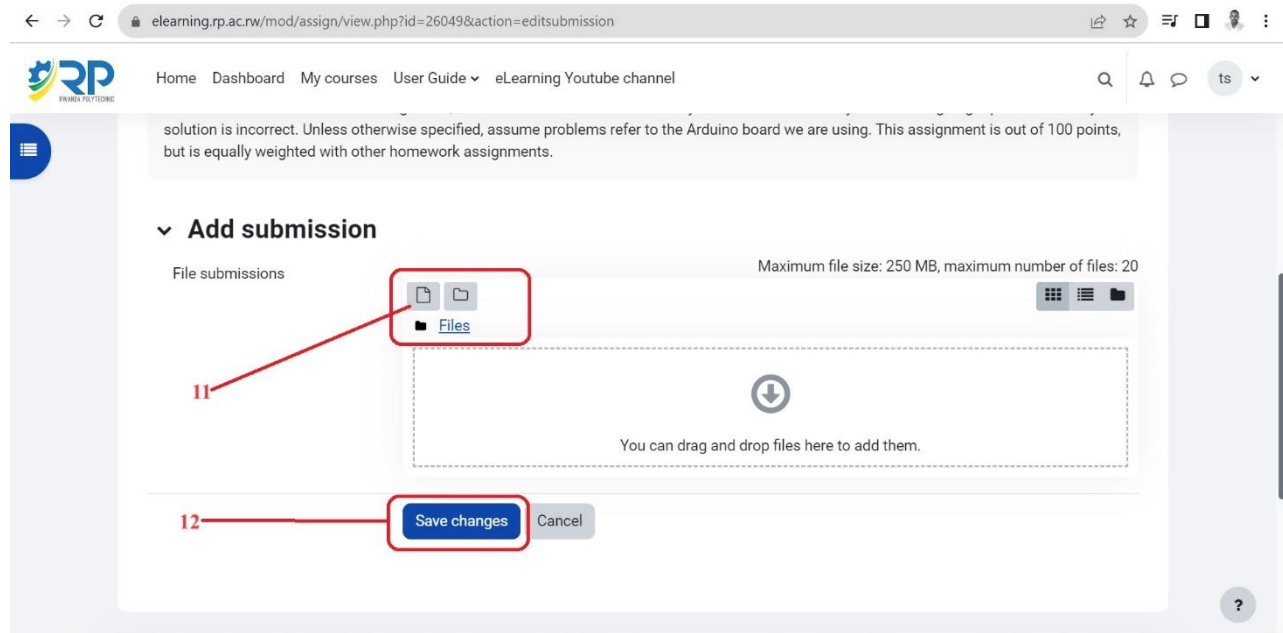 elearning.rp.ac.rw/mod/assign/view.php?id=26049&action=editsubmission
RP
RWANDA POLYTECHNIC
Home Dashboard My courses User Guide eLearning Youtube channel
ts
solution is incorrect. Unless otherwise specified, assume problems refer to the Arduino board we are using. This assignment is out of 100 points,
but is equally weighted with other homework assignments.
Add submission
File submissions
Maximum file size: 250 MB, maximum number of files: 20
Files
11
You can drag and drop files here to add them.
12
Save changes Cancel
?